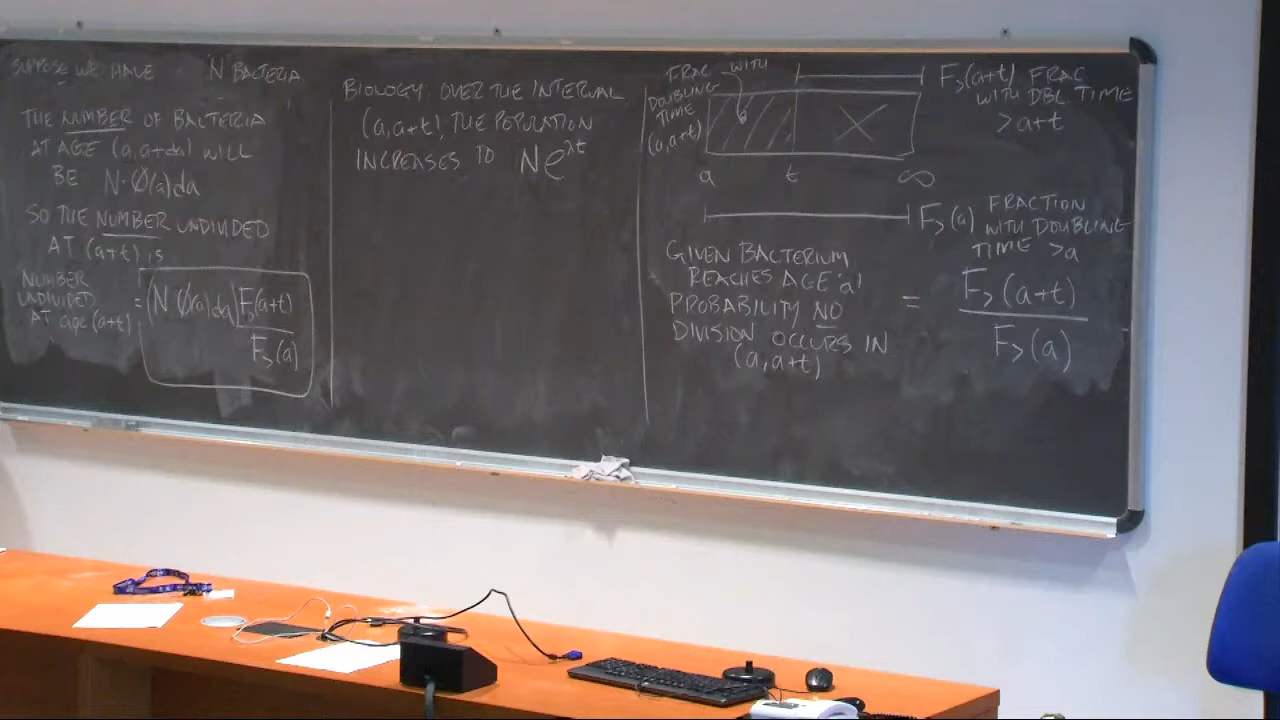 SUPPOSE WE HAVE N BACTERIA
THE NUMBER OF BACTERIA
AT AGE (a,a+da) WILL
BE N·Ø(a)da
SO THE NUMBER UNDIVIDED
AT (a+t) IS
NUMBER
UNDIVIDED
AT age (a+t)
= (N·Ø(a)da) F>(a+t)
F>(a)
BIOLOGY: OVER THE INTERVAL
(a,a+t), THE POPULATION
INCREASES TO Ne^λt
FRAC WITH
DOUBLING
TIME
(a,a+t)
a t ∞
F>(a+t) FRAC
WITH DBL TIME
>a+t
F>(a) FRACTION
WITH DOUBLING
TIME >a
GIVEN BACTERIUM
REACHES AGE 'a'
PROBABILITY NO
DIVISION OCCURS IN
(a,a+t)
= F>(a+t)
F>(a)